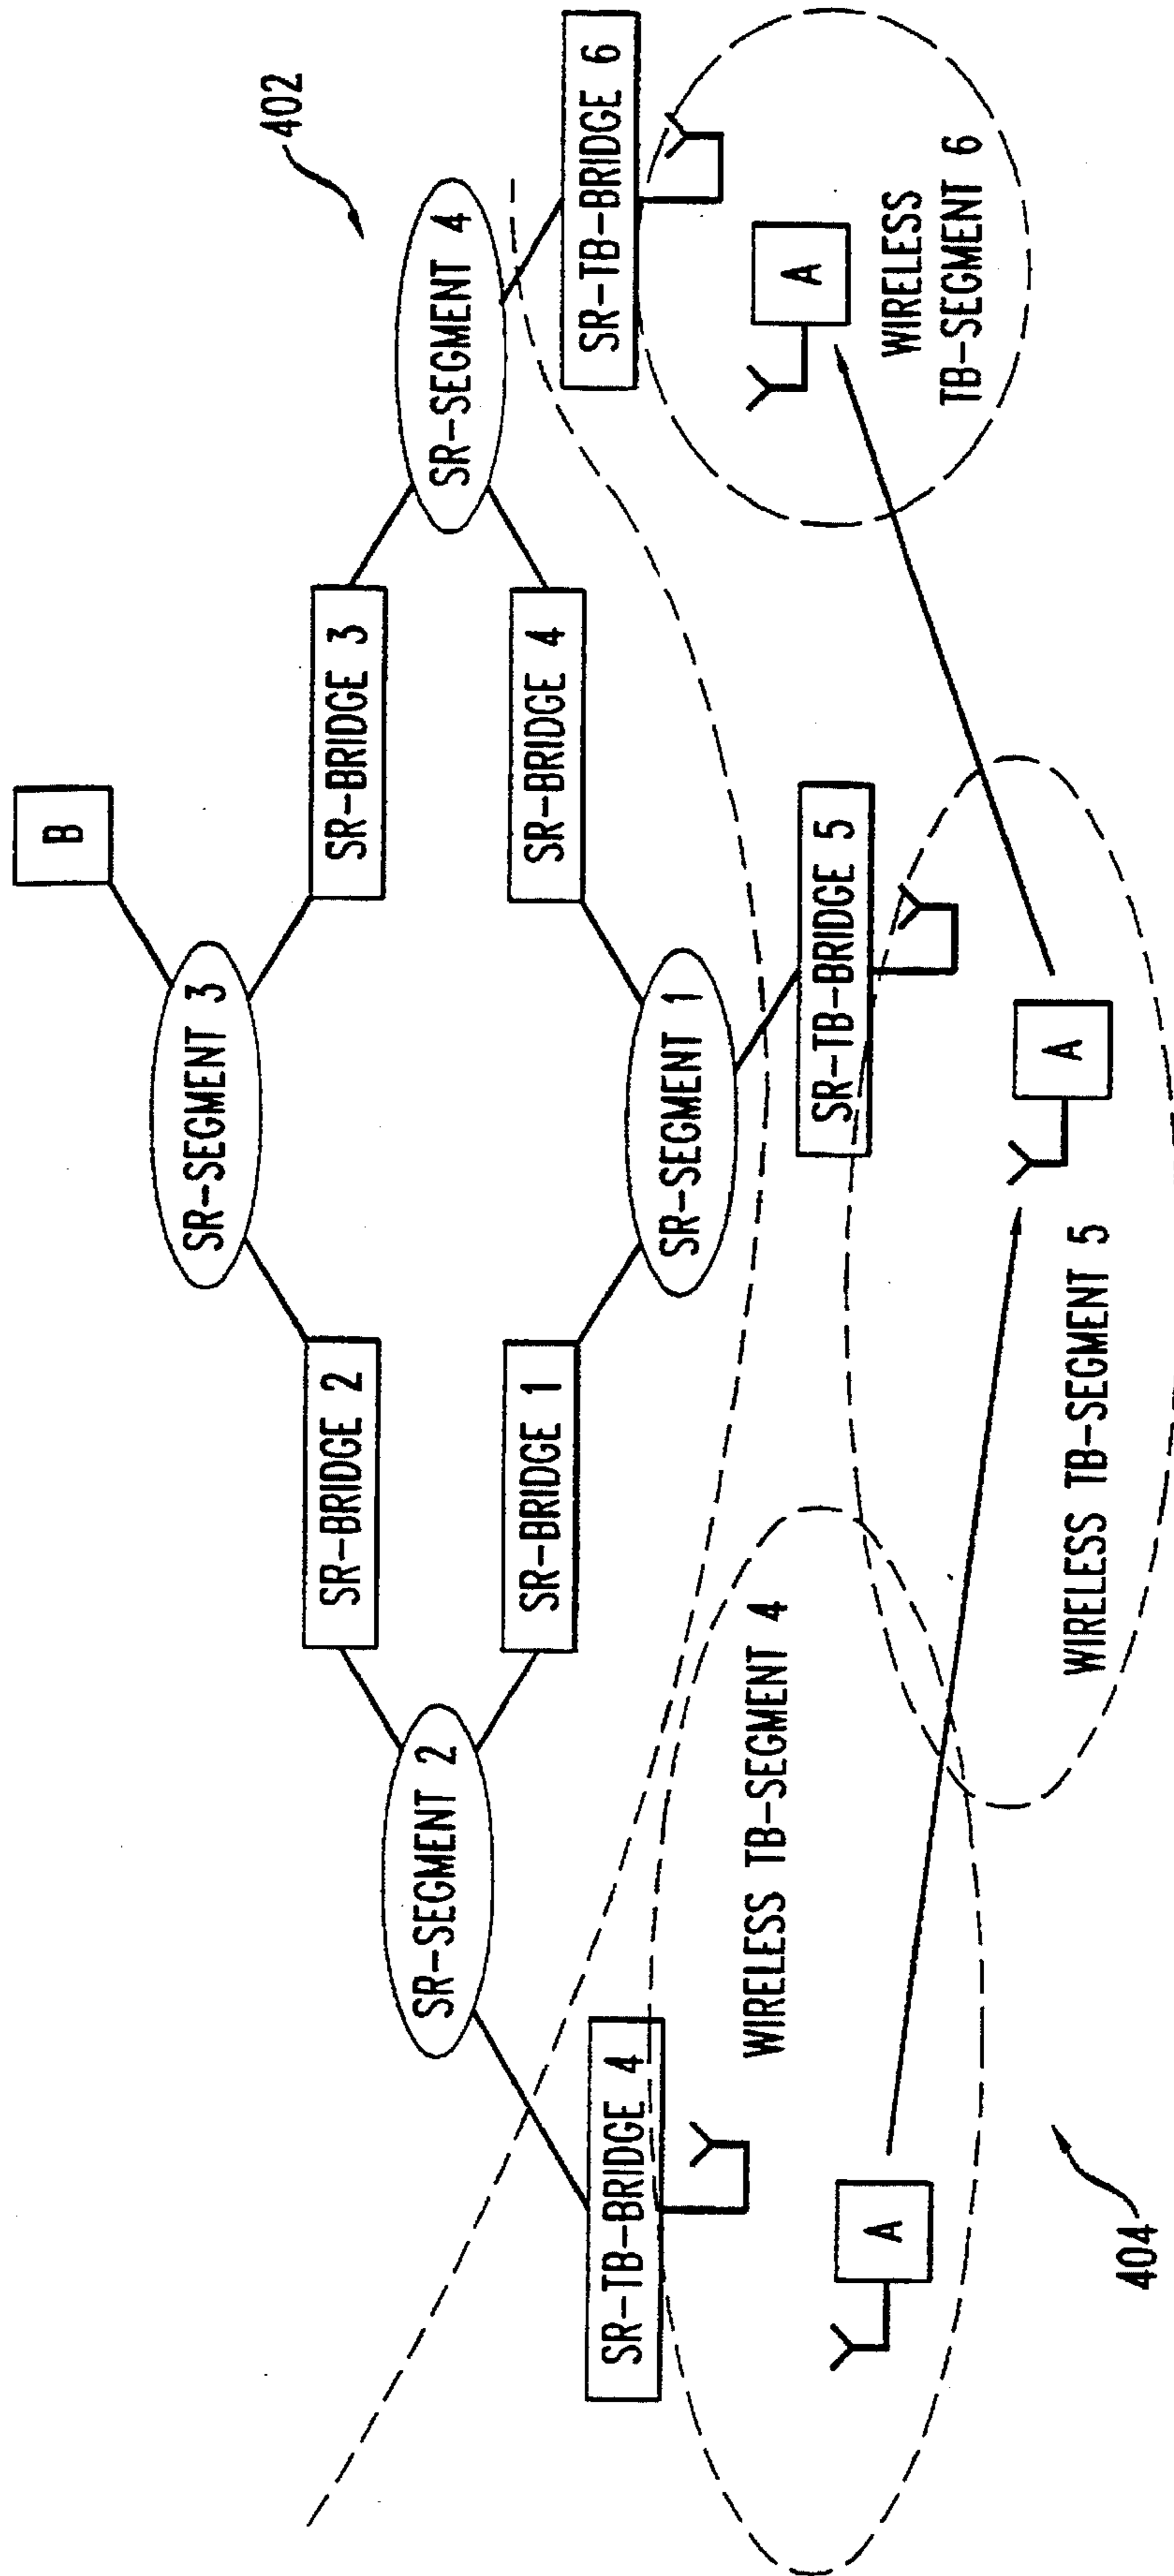 402
B
SR-SEGMENT 3
SR-BRIDGE 2
SR-BRIDGE 3
SR-SEGMENT 2
SR-SEGMENT 4
SR-BRIDGE 1
SR-BRIDGE 4
SR-SEGMENT 1
SR-TB-BRIDGE 4
SR-TB-BRIDGE 5
SR-TB-BRIDGE 6
WIRELESS TB-SEGMENT 4
A
A
A
WIRELESS
TB-SEGMENT 6
WIRELESS TB-SEGMENT 5
404